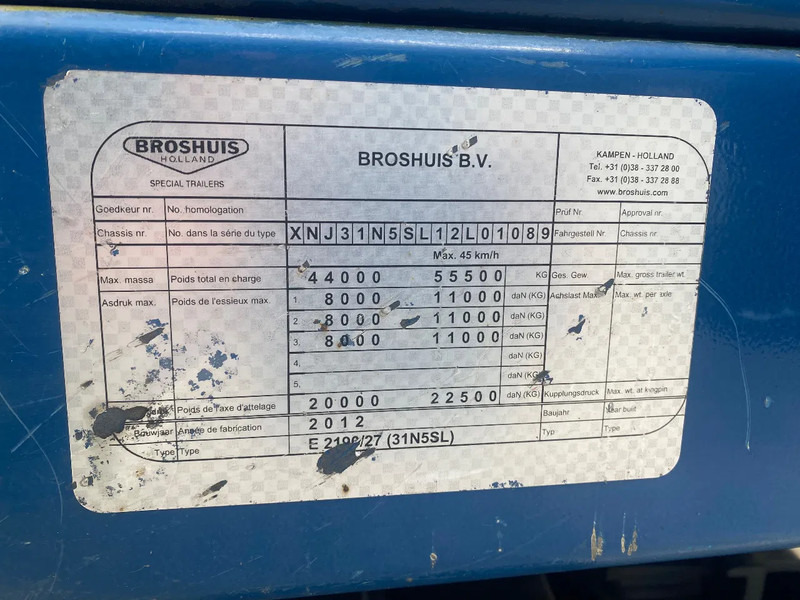 BROSHUIS
HOLLAND
SPECIAL TRAILERS
BROSHUIS B.V.
KAMPEN - HOLLAND
Tel. +31 (0)38 - 337 28 00
Fax. +31 (0)38 - 337 28 88
www.broshuis.com
Goedkeur nr. No. homologation Prüf Nr. Approval nr.
Chassis nr. No. dans la série du type XNJ31N5SL12L01089 Fahrgestell Nr. Chassis nr.
Max. 45 km/h
Max. massa Poids total en charge 44000 55500 KG Ges. Gew. Max. gross trailer wt.
Asdruk max. Poids de l'essieux max. 1. 8000 11000 daN (KG) Achslast Max. Max. wt. per axle
2. 8000 11000 daN (KG)
3. 8000 11000 daN (KG)
4. daN (KG)
5. daN (KG)
Poids de l'axe d'attelage 20000 22500 daN (KG) Kupplungsdruck Max. wt. at kingpin
Bouwjaar Année de fabrication 2012 Baujahr Year built
Type Type E 2190/27 (31N5SL) Typ Type